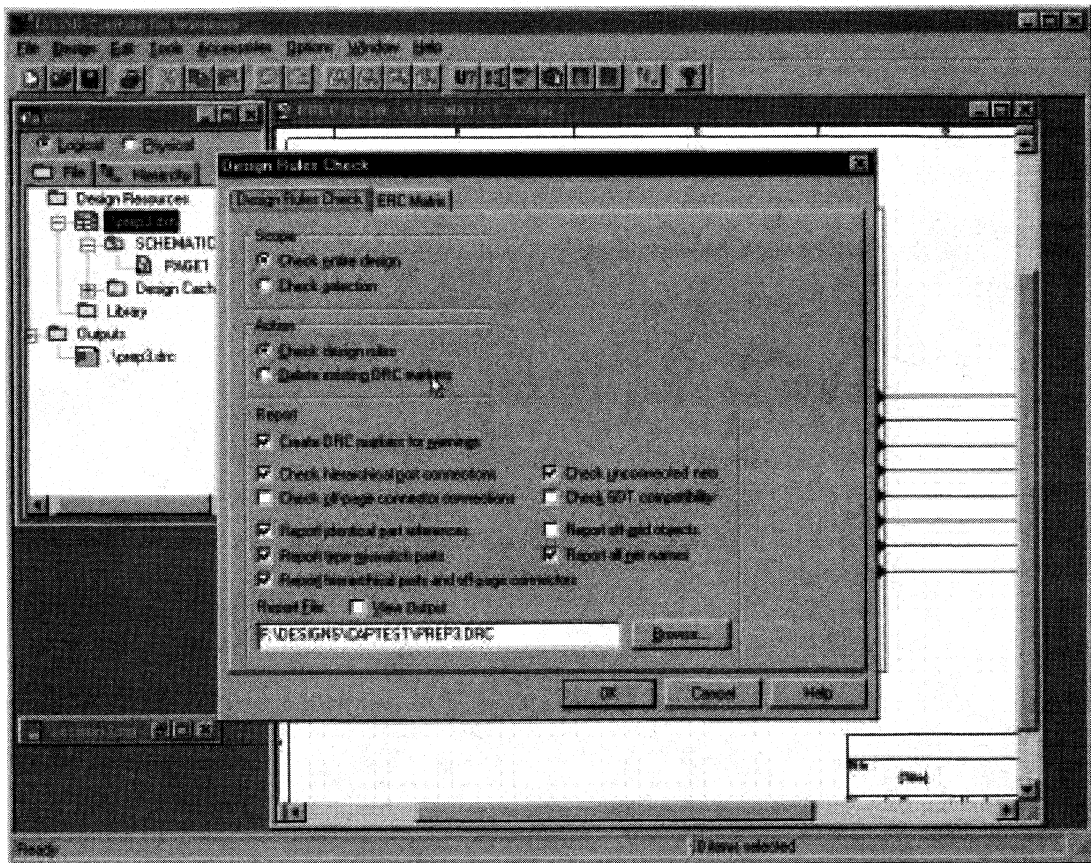 File Design Edit Tools Accessories Options Window Help
Logical Physical
File Hierarchy
Design Resources
.\prep3.dsn
SCHEMATIC
PAGE1
Design Cach
Library
Outputs
.\prep3.drc
Design Rules Check
Design Rules Check ERC Matrix
Scope
Check entire design
Check selection
Action
Check design rules
Delete existing DRC markers
Report
Create DRC markers for warnings
Check hierarchical port connections
Check unconnected nets
Check off-page connector connections
Check SDT compatibility
Report identical part references
Report off-grid objects
Report type mismatch parts
Report all net names
Report hierarchical ports and off-page connectors
Report File: View Output
F:\DESIGNS\CAPTEST\PREP3.DRC
Browse...
OK Cancel Help
Title
Ready
0 items selected